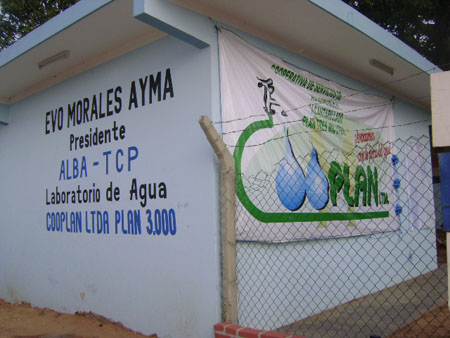 EVO MORALES AYMA
Presidente
ALBA - TCP
Laboratorio de Agua
COOPLAN LTDA PLAN 3.000
COOPERATIVA DE SERVICIOS
COOPLAN